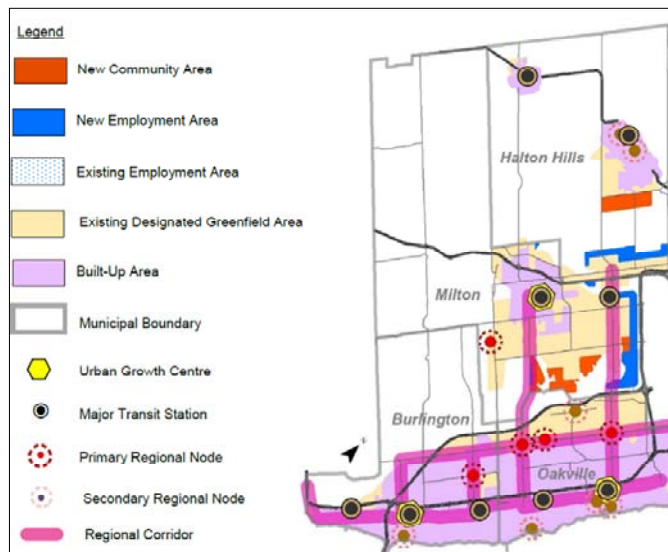 Legend
New Community Area
New Employment Area
Existing Employment Area
Existing Designated Greenfield Area
Built-Up Area
Municipal Boundary
Urban Growth Centre
Major Transit Station
Primary Regional Node
Secondary Regional Node
Regional Corridor
Halton Hills
Milton
Burlington
Oakville